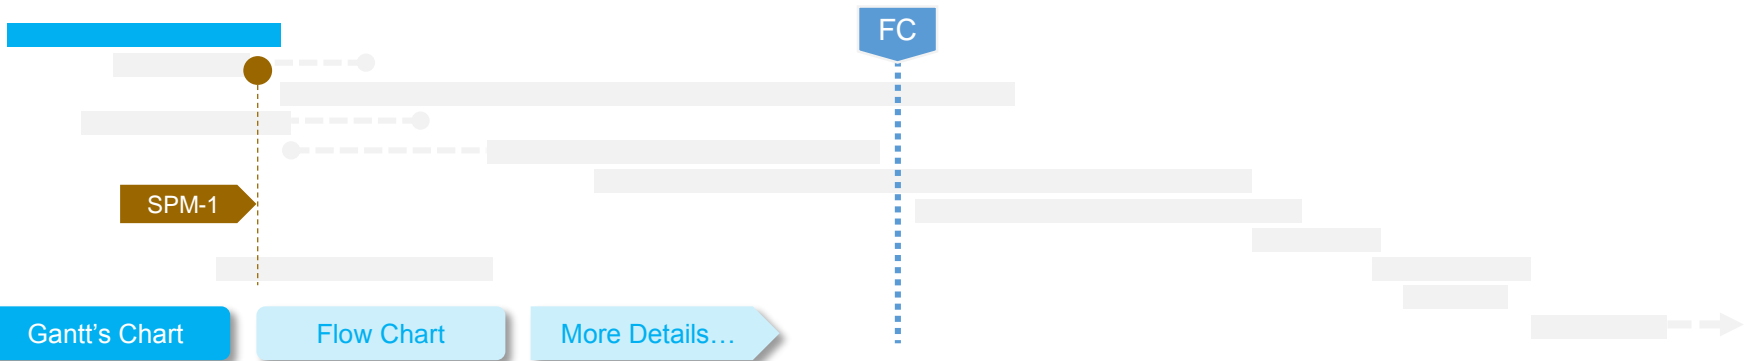 FC
SPM-1
Gantt's Chart
Flow Chart
More Details…